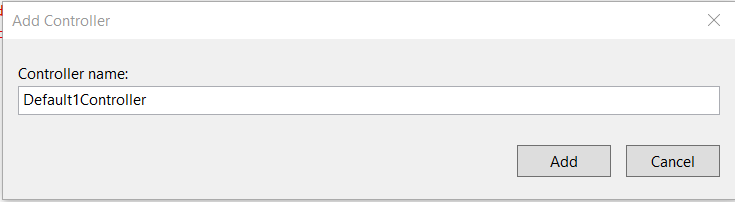 Add Controller
Controller name:
Default1Controller
Add
Cancel